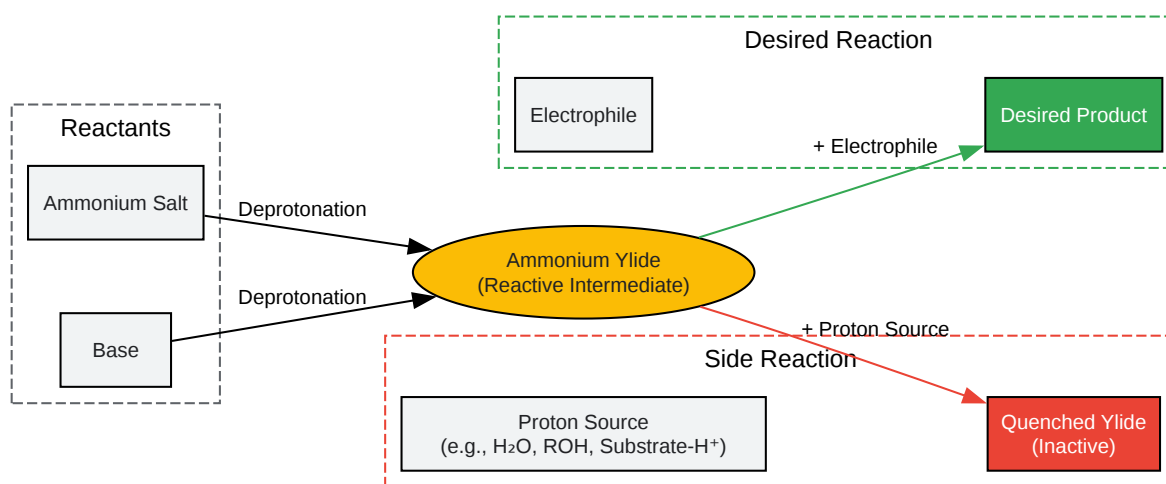 Desired Reaction
Electrophile
Desired Product
+ Electrophile
Reactants
Ammonium Salt
Deprotonation
Base
Deprotonation
Ammonium Ylide
(Reactive Intermediate)
+ Proton Source
Side Reaction
Proton Source
(e.g., H₂O, ROH, Substrate-H⁺)
Quenched Ylide
(Inactive)